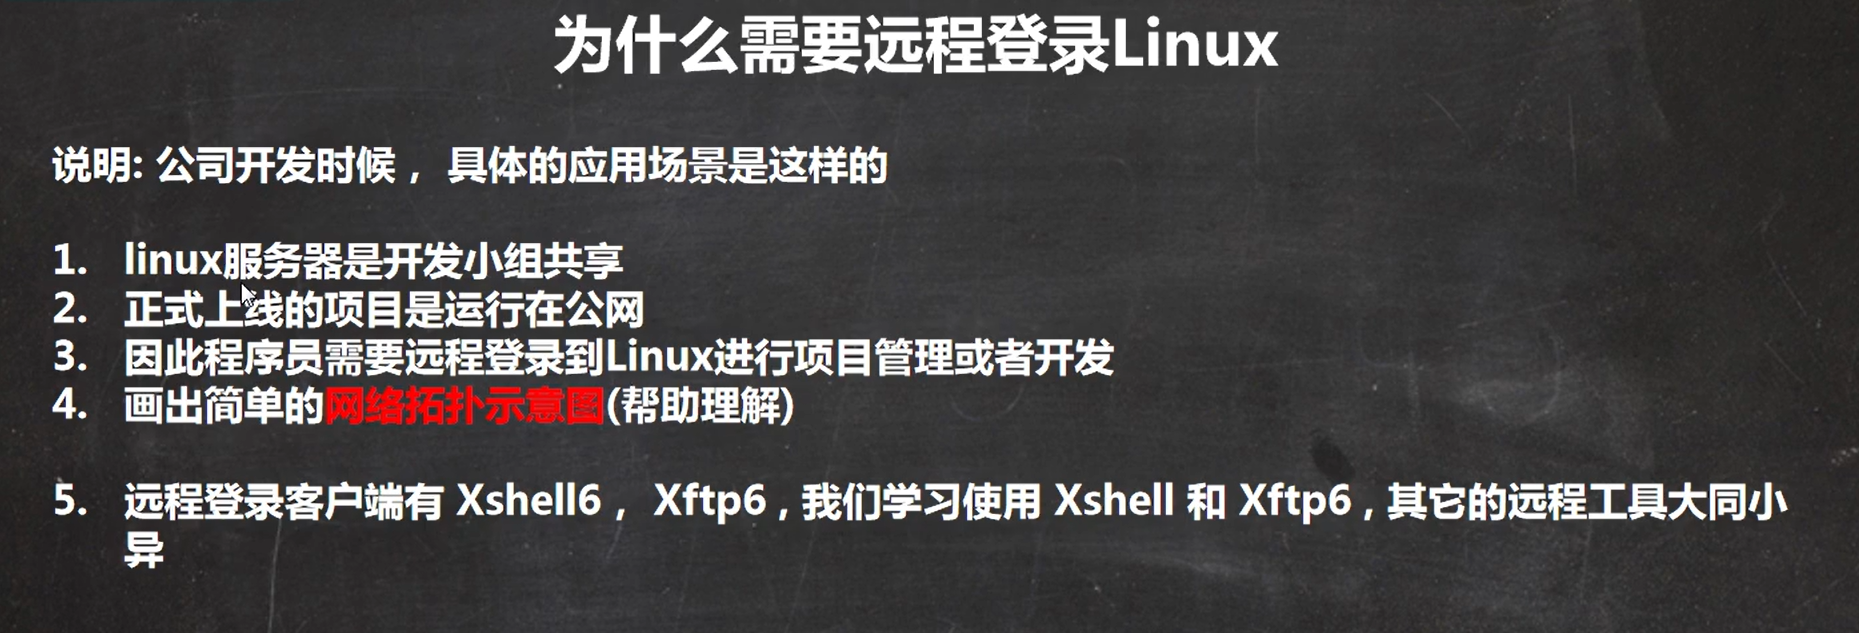 为什么需要远程登录Linux
说明: 公司开发时候， 具体的应用场景是这样的
1. linux服务器是开发小组共享
2. 正式上线的项目是运行在公网
3. 因此程序员需要远程登录到Linux进行项目管理或者开发
4. 画出简单的网络拓扑示意图(帮助理解)
5. 远程登录客户端有 Xshell6， Xftp6，我们学习使用 Xshell 和 Xftp6，其它的远程工具大同小
异